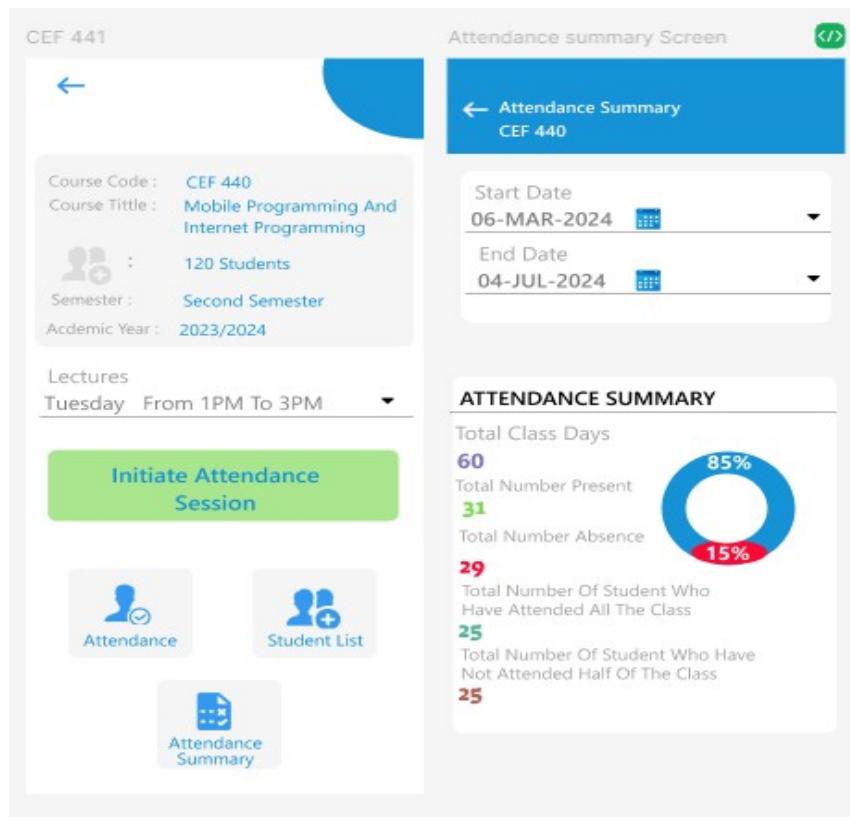 CEF 441
Course Code : CEF 440
Course Tittle : Mobile Programming And
Internet Programming
: 120 Students
Semester : Second Semester
Acdemic Year : 2023/2024
Lectures
Tuesday From 1PM To 3PM
Initiate Attendance
Session
Attendance
Student List
Attendance
Summary
Attendance summary Screen
</>
Attendance Summary
CEF 440
Start Date
06-MAR-2024
End Date
04-JUL-2024
ATTENDANCE SUMMARY
Total Class Days
60
Total Number Present
31
Total Number Absence
29
Total Number Of Student Who
Have Attended All The Class
25
Total Number Of Student Who Have
Not Attended Half Of The Class
25
85%
15%